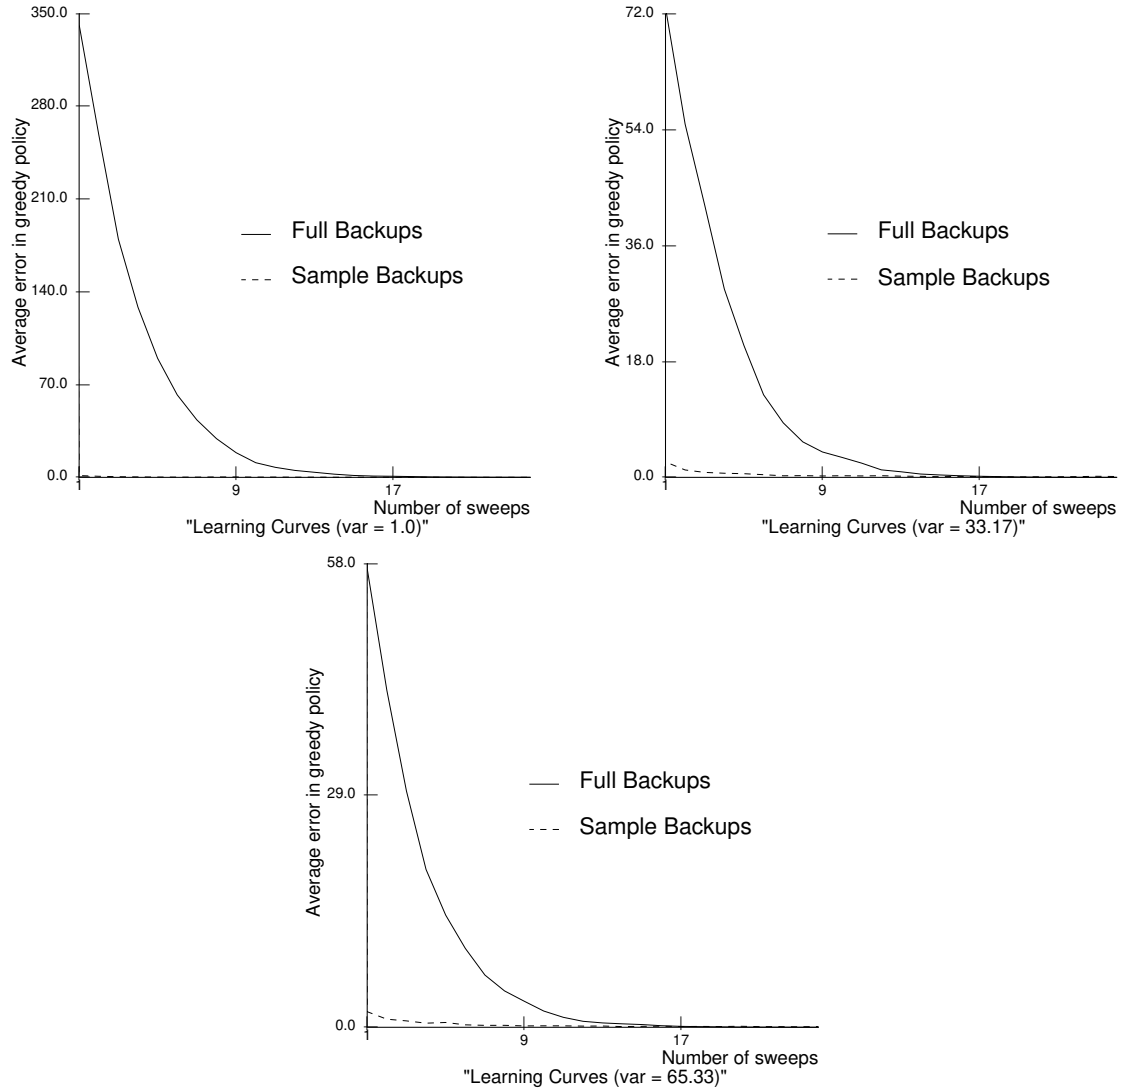 350.0
280.0
210.0
140.0
70.0
0.0
Average error in greedy policy
Full Backups
Sample Backups
1
9
17
Number of sweeps
"Learning Curves (var = 1.0)"
72.0
54.0
36.0
18.0
0.0
Average error in greedy policy
Full Backups
Sample Backups
1
9
17
Number of sweeps
"Learning Curves (var = 33.17)"
58.0
29.0
0.0
Average error in greedy policy
Full Backups
Sample Backups
9
17
Number of sweeps
"Learning Curves (var = 65.33)"